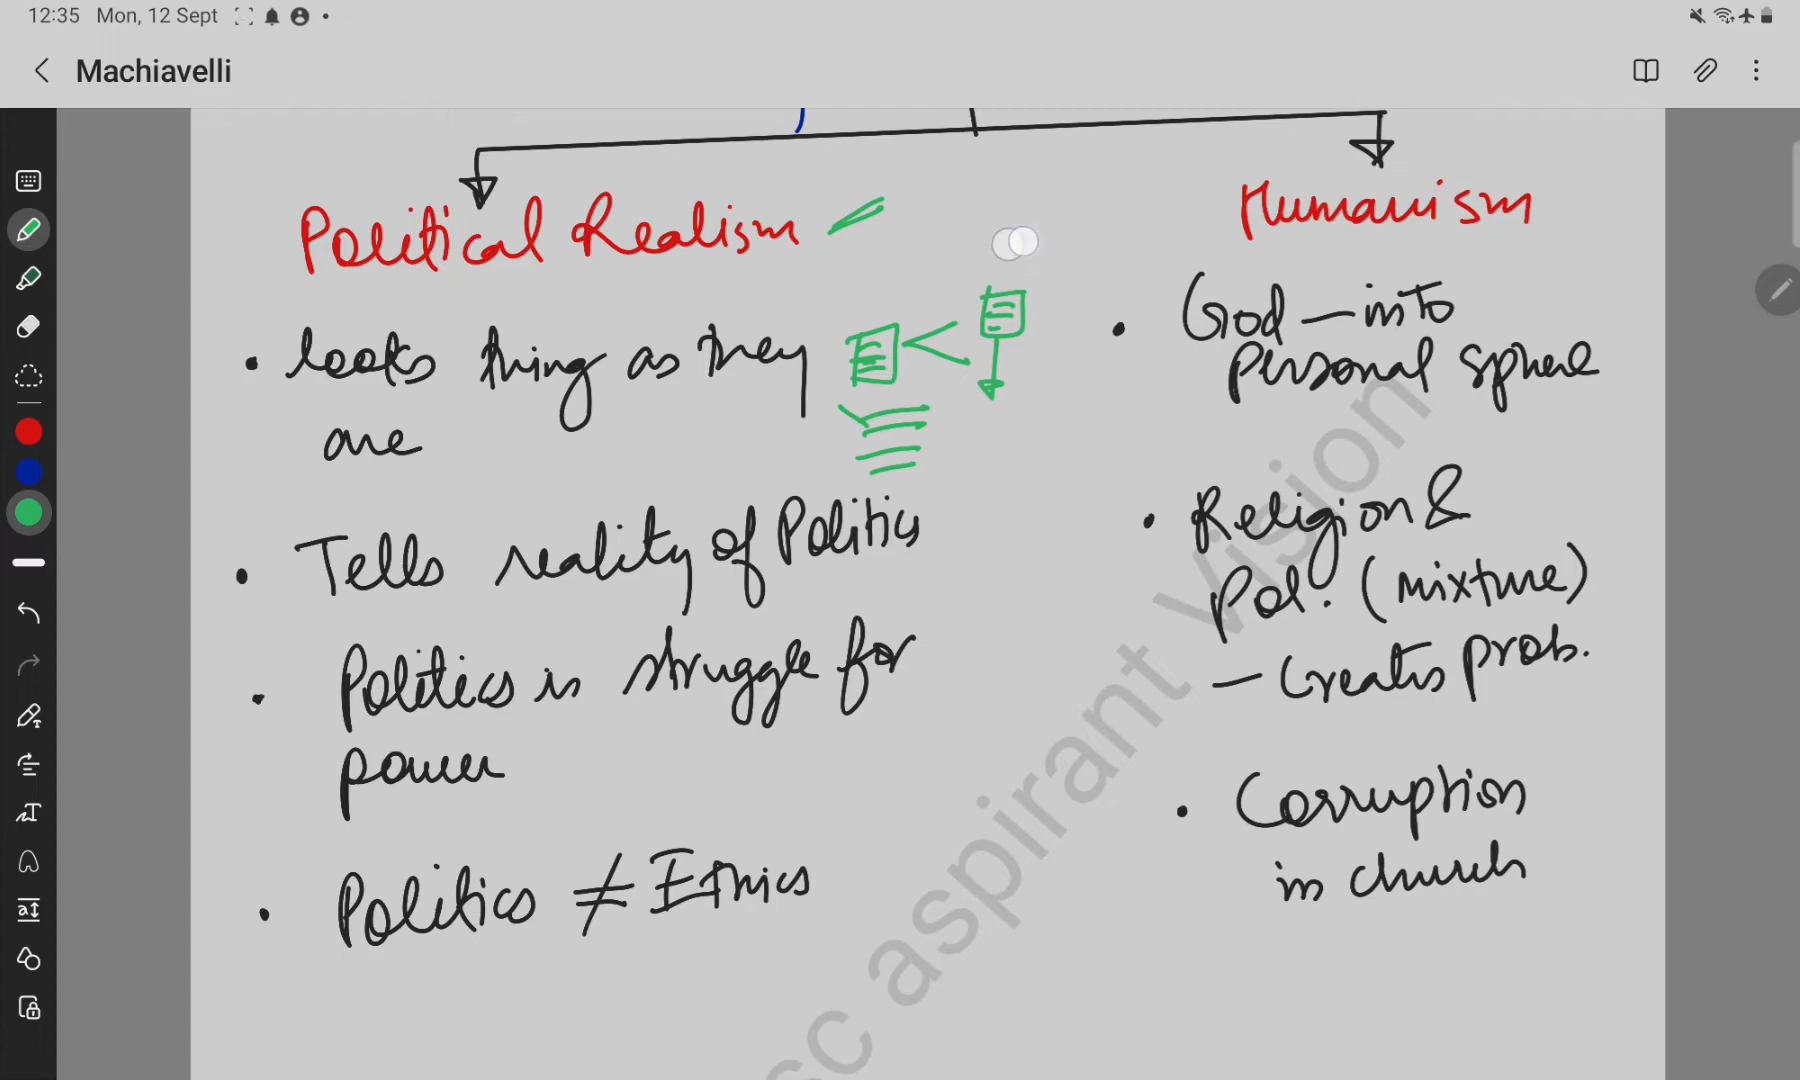 12:35 Mon, 12 Sept
Machiavelli
Political Realism
• looks thing as they
are
• Tells reality of Politics
• Politics is struggle for
power
• Politics ≠ Ethics
Humanism
• God — into
personal sphere
• Religion &
Pol. (mixture)
— Creates prob.
• Corruption
in church
sc aspirant vision